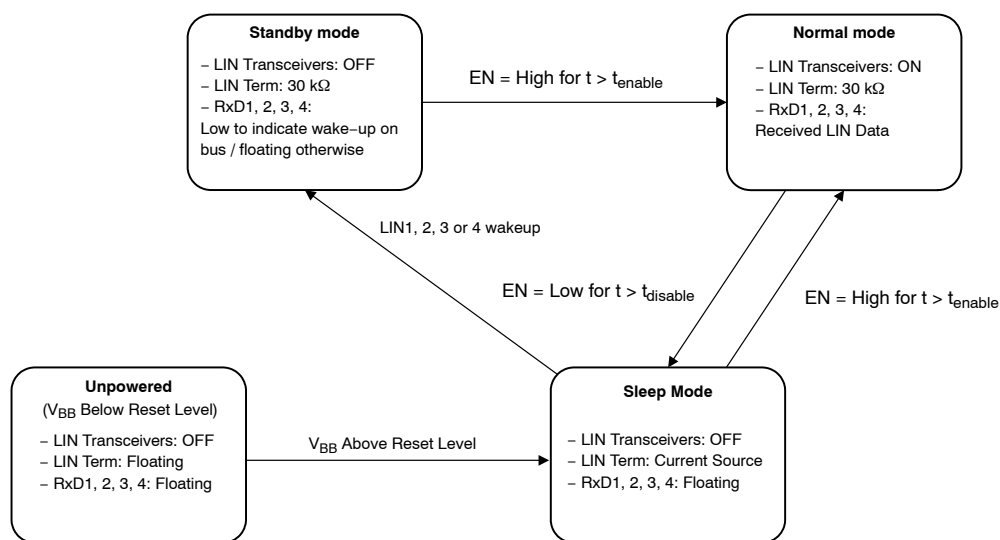 Standby mode
– LIN Transceivers: OFF
– LIN Term: 30 kΩ
– RxD1, 2, 3, 4:
Low to indicate wake–up on
bus / floating otherwise
EN = High for t > tenable
Normal mode
– LIN Transceivers: ON
– LIN Term: 30 kΩ
– RxD1, 2, 3, 4:
Received LIN Data
LIN1, 2, 3 or 4 wakeup
EN = Low for t > tdisable
EN = High for t > tenable
Unpowered
(VBB Below Reset Level)
– LIN Transceivers: OFF
– LIN Term: Floating
– RxD1, 2, 3, 4: Floating
VBB Above Reset Level
Sleep Mode
– LIN Transceivers: OFF
– LIN Term: Current Source
– RxD1, 2, 3, 4: Floating